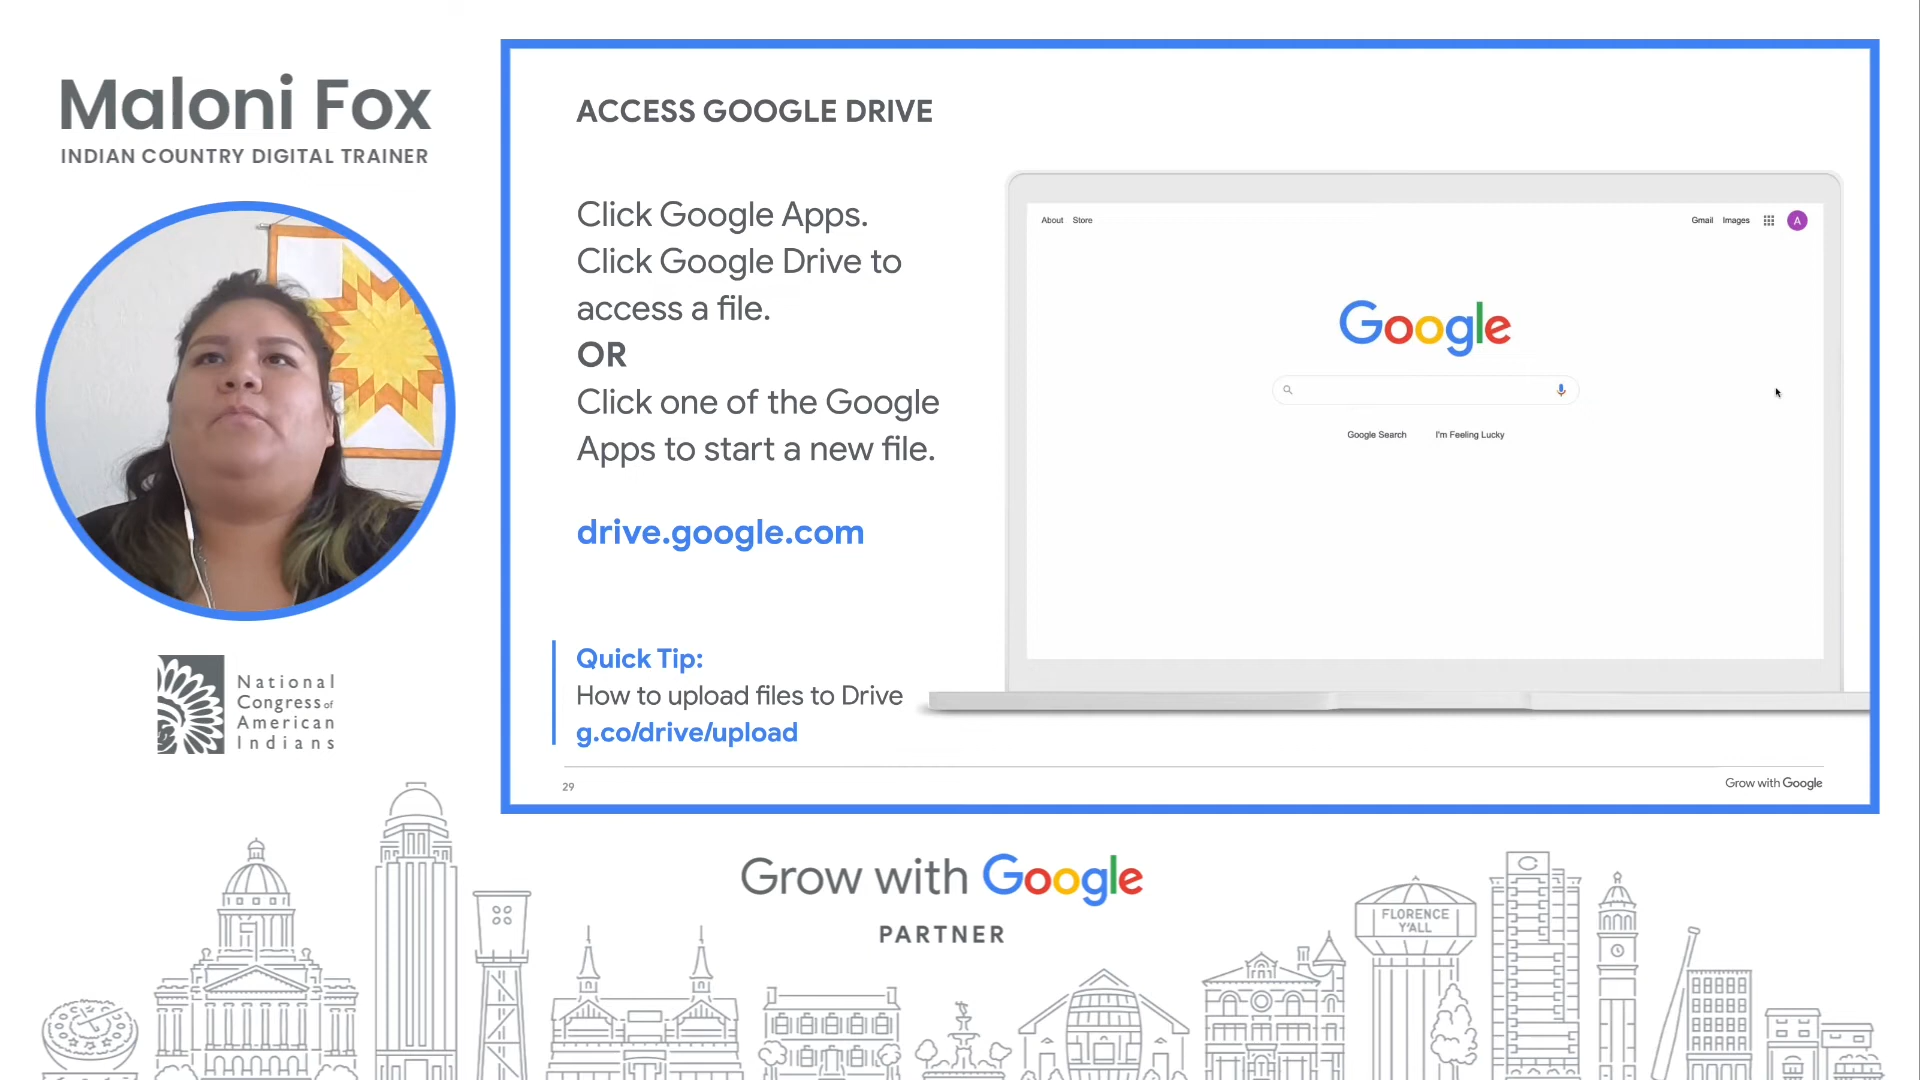 Maloni Fox
INDIAN COUNTRY DIGITAL TRAINER
National
Congress of
American
Indians
ACCESS GOOGLE DRIVE
Click Google Apps.
Click Google Drive to
access a file.
OR
Click one of the Google
Apps to start a new file.
drive.google.com
Quick Tip:
How to upload files to Drive
g.co/drive/upload
About Store
Gmail Images A
Google
Google Search I'm Feeling Lucky
29
Grow with Google
Grow with Google
PARTNER
FLORENCE
Y'ALL
C